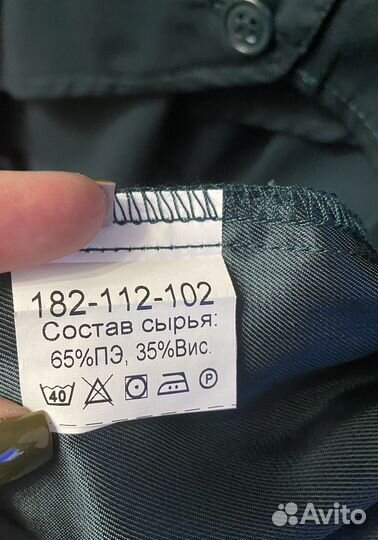 182-112-102
Состав сырья:
65%ПЭ, 35%Вис.
40 P
Avito